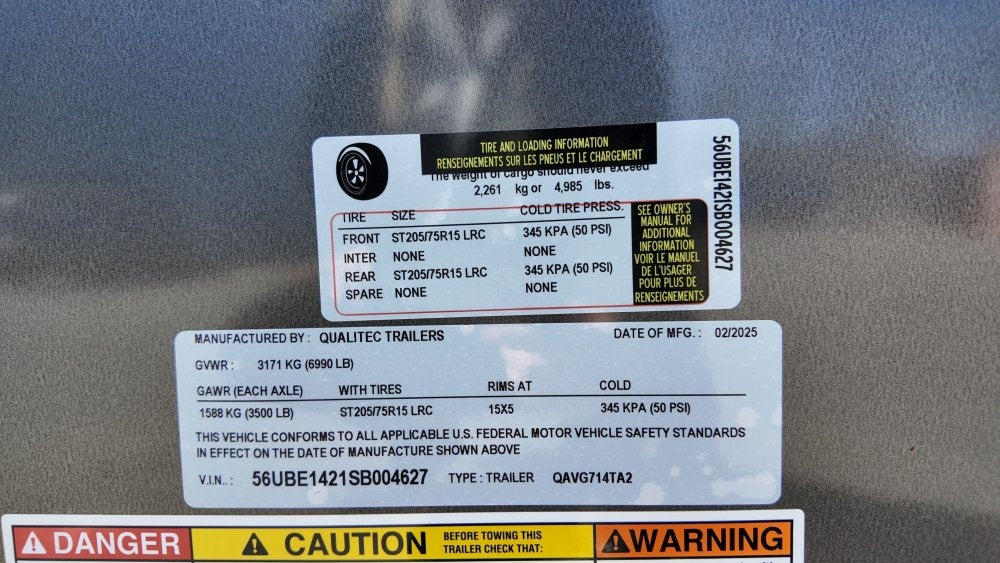 TIRE AND LOADING INFORMATION
RENSEIGNEMENTS SUR LES PNEUS ET LE CHARGEMENT
The weight of cargo should never exceed
2,261 kg or 4,985 lbs.
TIRE SIZE COLD TIRE PRESS.
FRONT ST205/75R15 LRC 345 KPA (50 PSI)
INTER NONE NONE
REAR ST205/75R15 LRC 345 KPA (50 PSI)
SPARE NONE NONE
SEE OWNER'S
MANUAL FOR
ADDITIONAL
INFORMATION
VOIR LE MANUEL
DE L'USAGER
POUR PLUS DE
RENSEIGNEMENTS
56UBE1421SB004627
MANUFACTURED BY: QUALITEC TRAILERS DATE OF MFG.: 02/2025
GVWR: 3171 KG (6990 LB)
GAWR (EACH AXLE) WITH TIRES RIMS AT COLD
1588 KG (3500 LB) ST205/75R15 LRC 15X5 345 KPA (50 PSI)
THIS VEHICLE CONFORMS TO ALL APPLICABLE U.S. FEDERAL MOTOR VEHICLE SAFETY STANDARDS
IN EFFECT ON THE DATE OF MANUFACTURE SHOWN ABOVE
V.I.N..: 56UBE1421SB004627 TYPE: TRAILER QAVG714TA2
DANGER
CAUTION
BEFORE TOWING THIS
TRAILER CHECK THAT:
WARNING